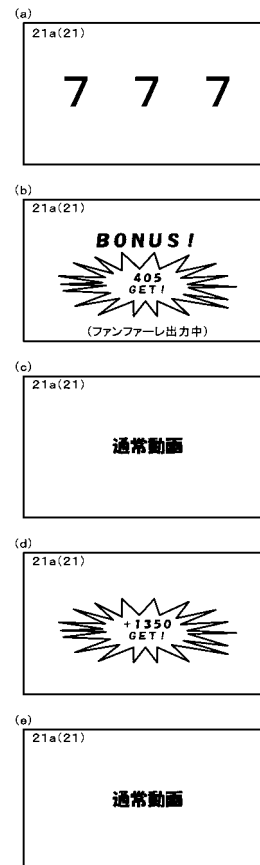 (a)
21a(21)
7 7 7
(b)
21a(21)
BONUS!
405
GET!
(ファンファーレ出力中)
(c)
21a(21)
通常動画
(d)
21a(21)
+1350
GET!
(e)
21a(21)
通常動画